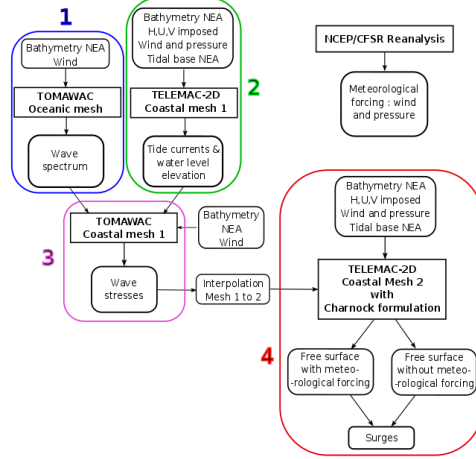 1
Bathymetry NEA
Wind
TOMAWAC
Oceanic mesh
Wave
spectrum
Bathymetry NEA
H,U,V imposed
Wind and pressure
Tidal base NEA
2
TELEMAC-2D
Coastal mesh 1
Tide currents &
water level
elevation
NCEP/CFSR Reanalysis
Meteorological
forcing : wind
and pressure
3
TOMAWAC
Coastal mesh 1
Bathymetry
NEA
Wind
Wave
stresses
Interpolation
Mesh 1 to 2
4
Bathymetry NEA
H,U,V imposed
Wind and pressure
Tidal base NEA
TELEMAC-2D
Coastal Mesh 2
with
Charnock formulation
Free surface
with meteo-
-rological forcing
Free surface
without meteo-
-rological forcing
Surges